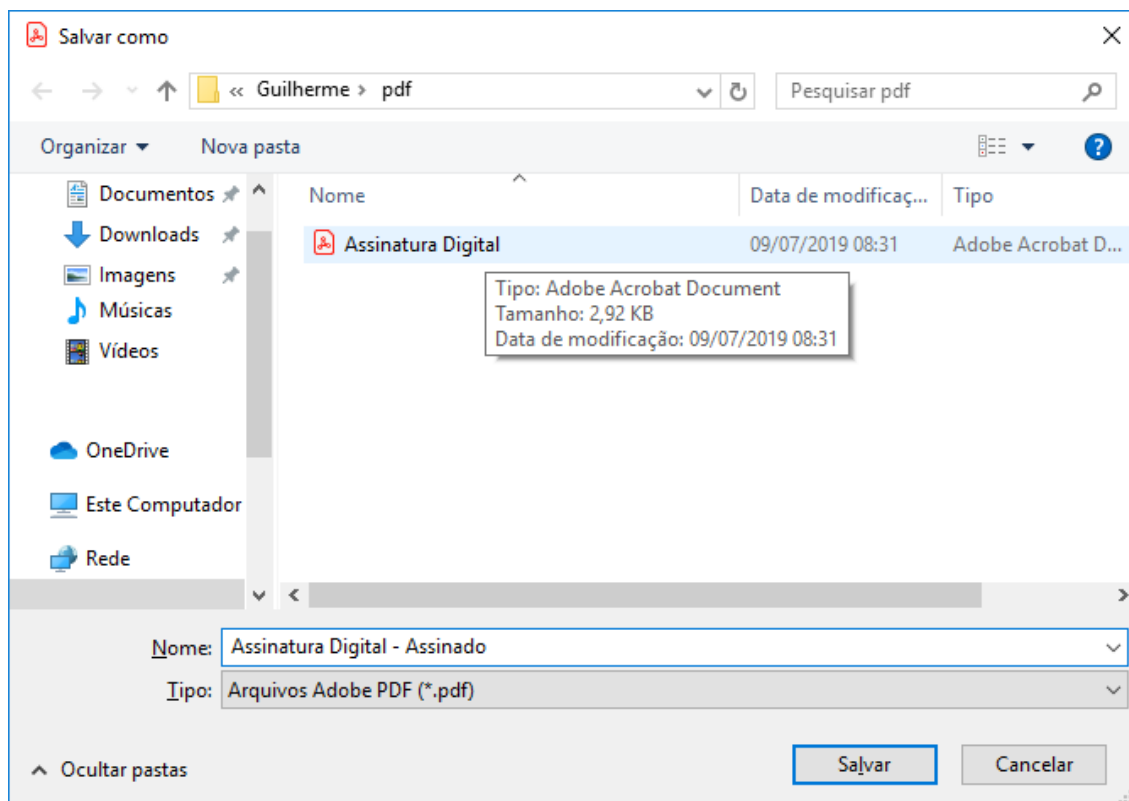 Salvar como
« Guilherme > pdf
Pesquisar pdf
Organizar
Nova pasta
?
Documentos
Downloads
Imagens
Músicas
Vídeos
OneDrive
Este Computador
Rede
Nome
Data de modificaç...
Tipo
Assinatura Digital
09/07/2019 08:31
Adobe Acrobat D...
Tipo: Adobe Acrobat Document
Tamanho: 2,92 KB
Data de modificação: 09/07/2019 08:31
Nome: Assinatura Digital - Assinado
Tipo: Arquivos Adobe PDF (*.pdf)
Ocultar pastas
Salvar
Cancelar